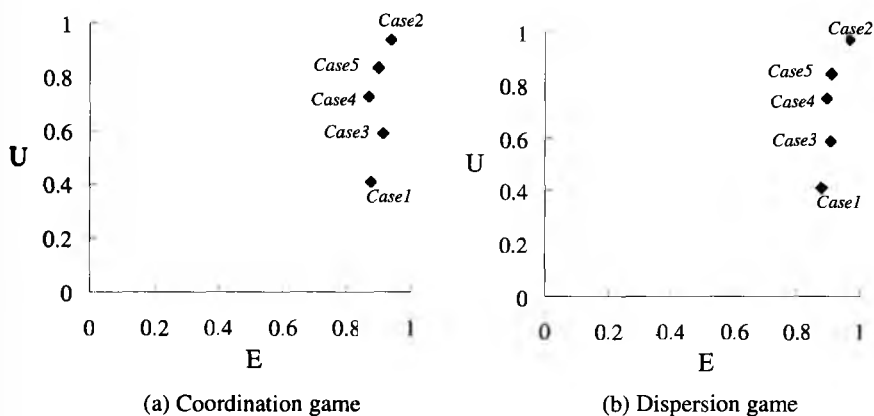 1
0.8
0.6
U
0.4
0.2
0
Case2
Case5
Case4
Case3
Case1
0 0.2 0.4 0.6 0.8 1
E
(a) Coordination game
1
0.8
0.6
U
0.4
0.2
0
Case2
Case5
Case4
Case3
Case1
0 0.2 0.4 0.6 0.8 1
E
(b) Dispersion game